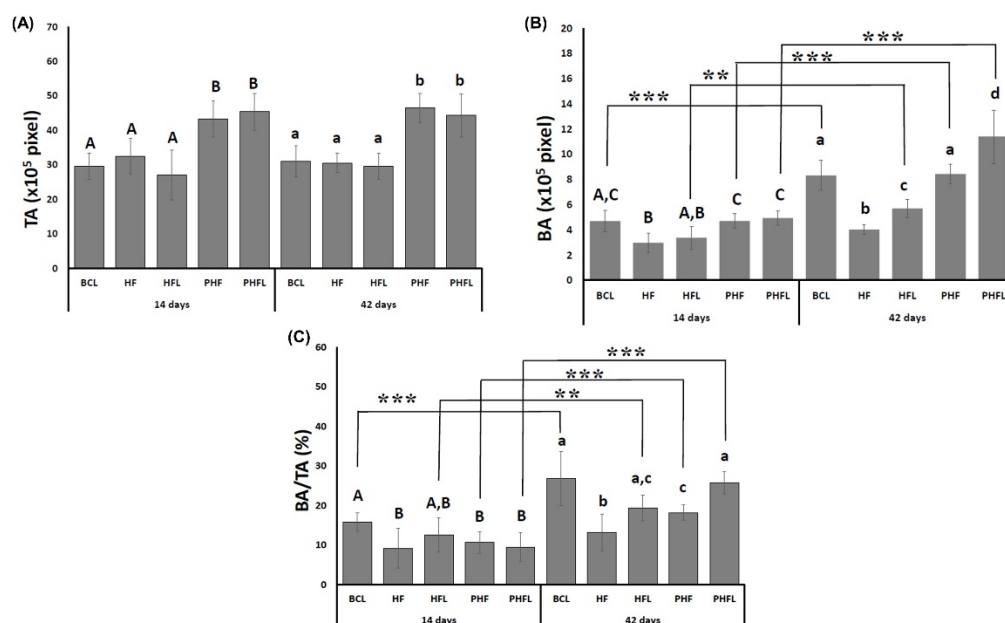 (A)
TA (x10⁵ pixel)
70
60
50
40
30
20
10
0
A
A
A
B
B
a
a
a
b
b
BCL HF HFL PHF PHFL BCL HF HFL PHF PHFL
14 days 42 days
(B)
BA (x10⁵ pixel)
20
18
16
14
12
10
8
6
4
2
0
***
***
**
***
A,C
B
A,B
C
C
a
b
c
a
d
BCL HF HFL PHF PHFL BCL HF HFL PHF PHFL
14 days 42 days
(C)
BA/TA (%)
60
50
40
30
20
10
0
***
***
**
***
A
B
A,B
B
B
a
b
a,c
c
a
BCL HF HFL PHF PHFL BCL HF HFL PHF PHFL
14 days 42 days